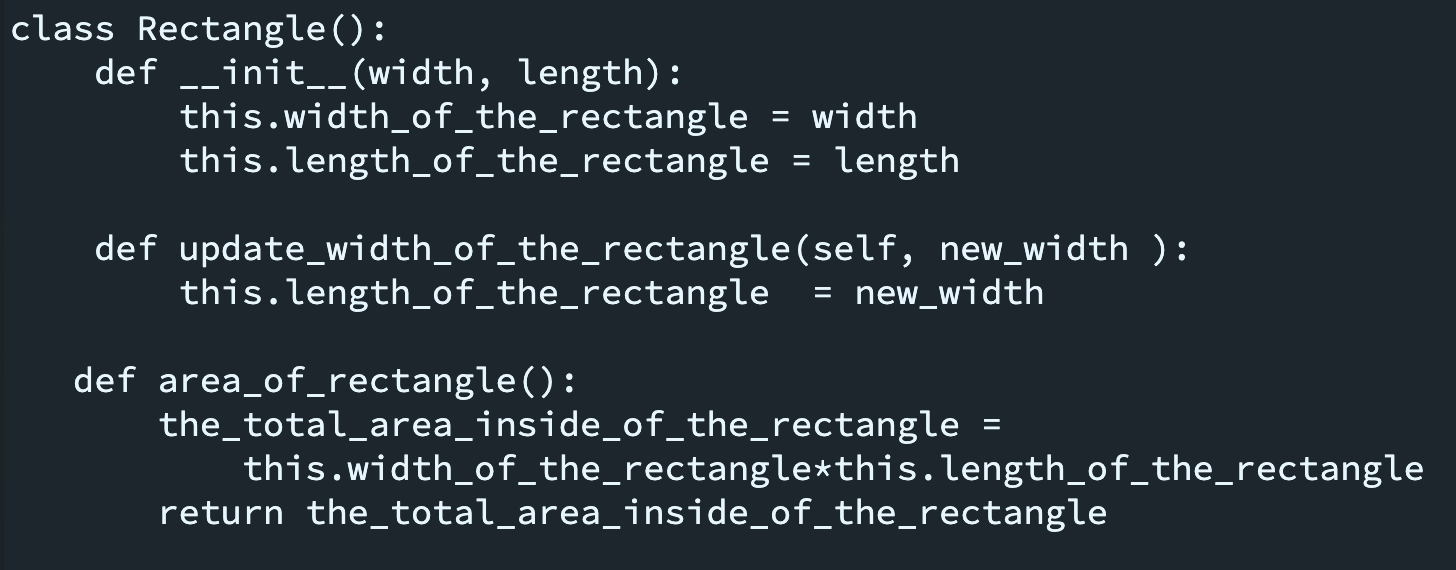 class Rectangle():
    def __init__(width, length):
        this.width_of_the_rectangle = width
        this.length_of_the_rectangle = length

    def update_width_of_the_rectangle(self, new_width ):
        this.length_of_the_rectangle  = new_width

   def area_of_rectangle():
       the_total_area_inside_of_the_rectangle =
           this.width_of_the_rectangle*this.length_of_the_rectangle
       return the_total_area_inside_of_the_rectangle